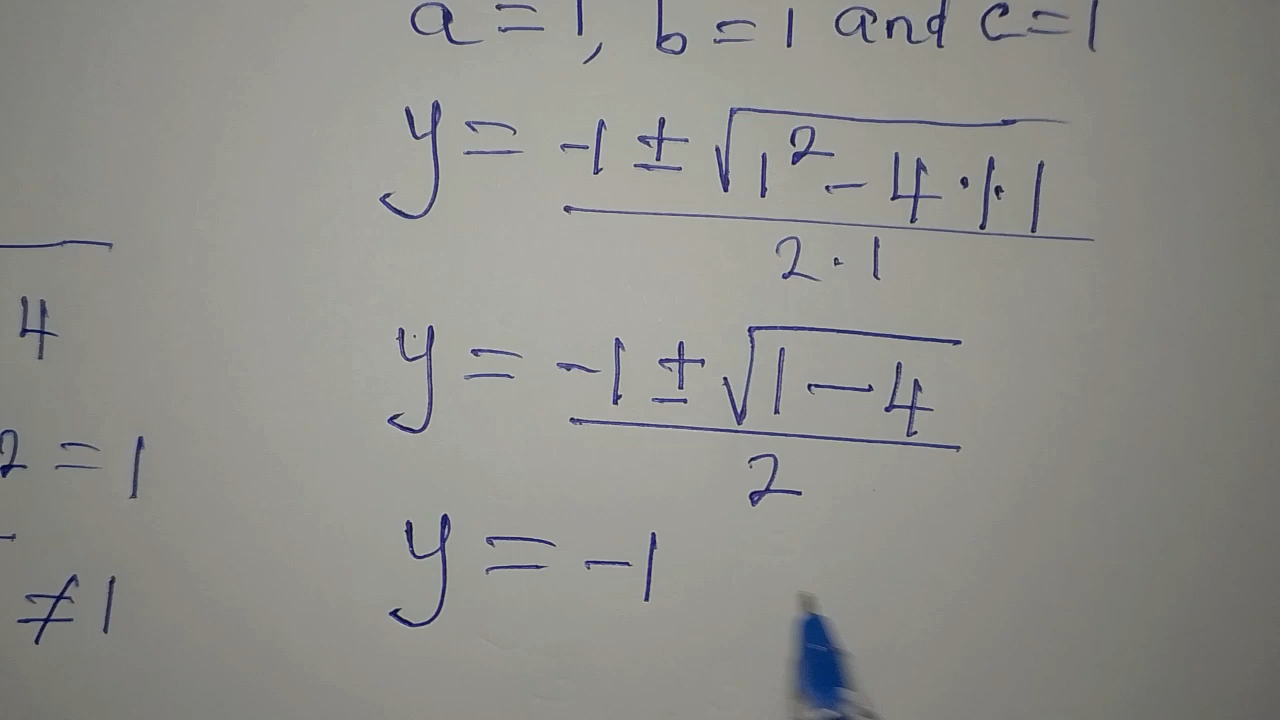 a = 1, b = 1 and c = 1
y = -1 ± √(1² - 4·1·1)
2·1
4
y = -1 ± √(1 - 4)
2
2 = 1
y = -1
≠ 1